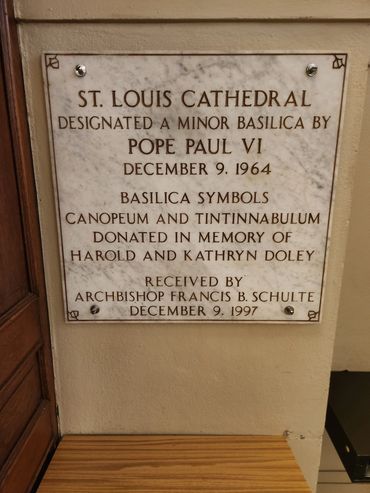 ST. LOUIS CATHEDRAL
DESIGNATED A MINOR BASILICA BY
POPE PAUL VI
DECEMBER 9, 1964
BASILICA SYMBOLS
CANOPEUM AND TINTINNABULUM
DONATED IN MEMORY OF
HAROLD AND KATHRYN DOLEY
RECEIVED BY
ARCHBISHOP FRANCIS B. SCHULTE
DECEMBER 9, 1997